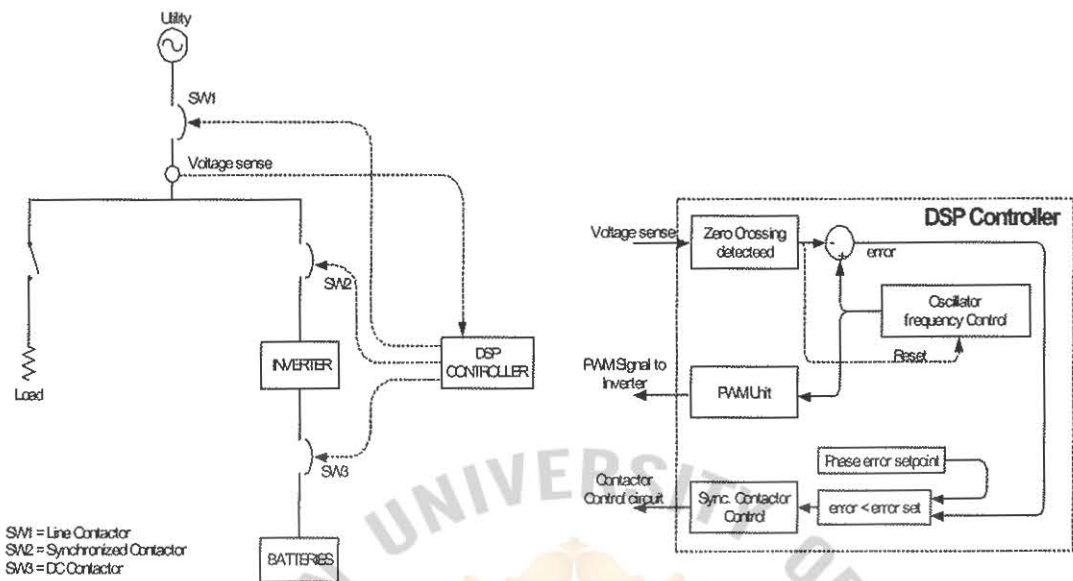 Utility
SW1
Voltage sense
SW2
INVERTER
DSP
CONTROLLER
Load
SW3
BATTERIES
SW1 = Line Contactor
SW2 = Synchronized Contactor
SW3 = DC Contactor
DSP Controller
Voltage sense
Zero Crossing
detecteed
-
+
error
Oscillator
frequency Control
Reset
PWM Signal to
Inverter
PWM Unit
Phase error setpoint
Contactor
Control circuit
Sync. Contactor
Control
error < error set
UNIVERSITY O